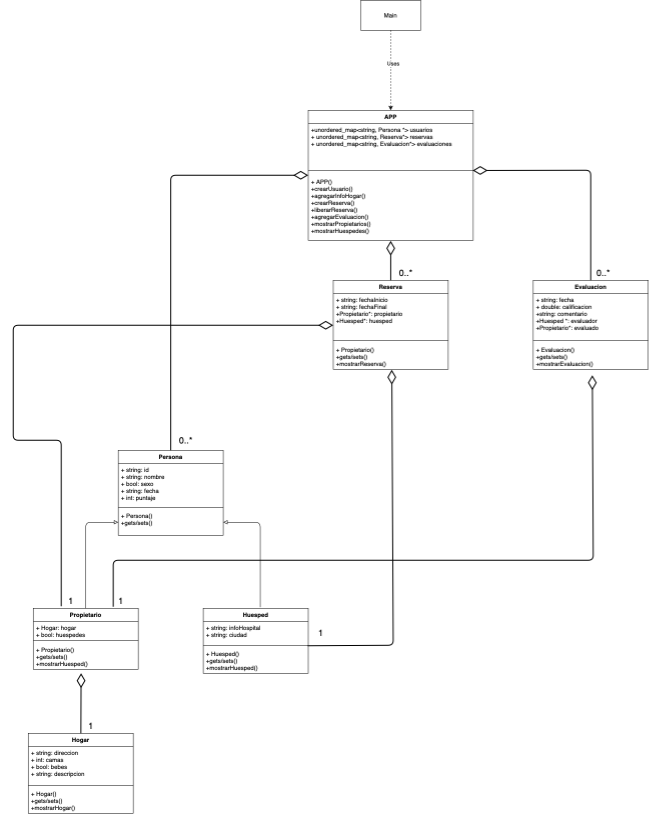 Main
Uses
APP
+unordered_map<string, Persona *> usuarios
+ unordered_map<string, Reserva*> reservas
+ unordered_map<string, Evaluacion*> evaluaciones
+ APP()
+crearUsuario()
+agregarInfoHogar()
+crearReserva()
+liberarReserva()
+agregarEvaluacion()
+mostrarPropietarios()
+mostrarHuespedes()
0..*
0..*
Reserva
+ string: fechaInicio
+ string: fechaFinal
+Propietario*: propietario
+Huesped*: huesped
+ Propietario()
+gets/sets()
+mostrarReserva()
Evaluacion
+ string: fecha
+ double: calificacion
+string: comentario
+Huesped *: evaluador
+Propietario*: evaluado
+ Evaluacion()
+gets/sets()
+mostrarEvaluacion()
0..*
Persona
+ string: id
+ string: nombre
+ bool: sexo
+ string: fecha
+ int: puntaje
+ Persona()
+gets/sets()
1
1
Propietario
+ Hogar: hogar
+ bool: huespedes
+ Propietario()
+gets/sets()
+mostrarHuesped()
Huesped
+ string: infoHospital
+ string: ciudad
+ Huesped()
+gets/sets()
+mostrarHuesped()
1
1
Hogar
+ string: direccion
+ int: camas
+ bool: bebes
+ string: descripcion
+ Hogar()
+gets/sets()
+mostrarHogar()